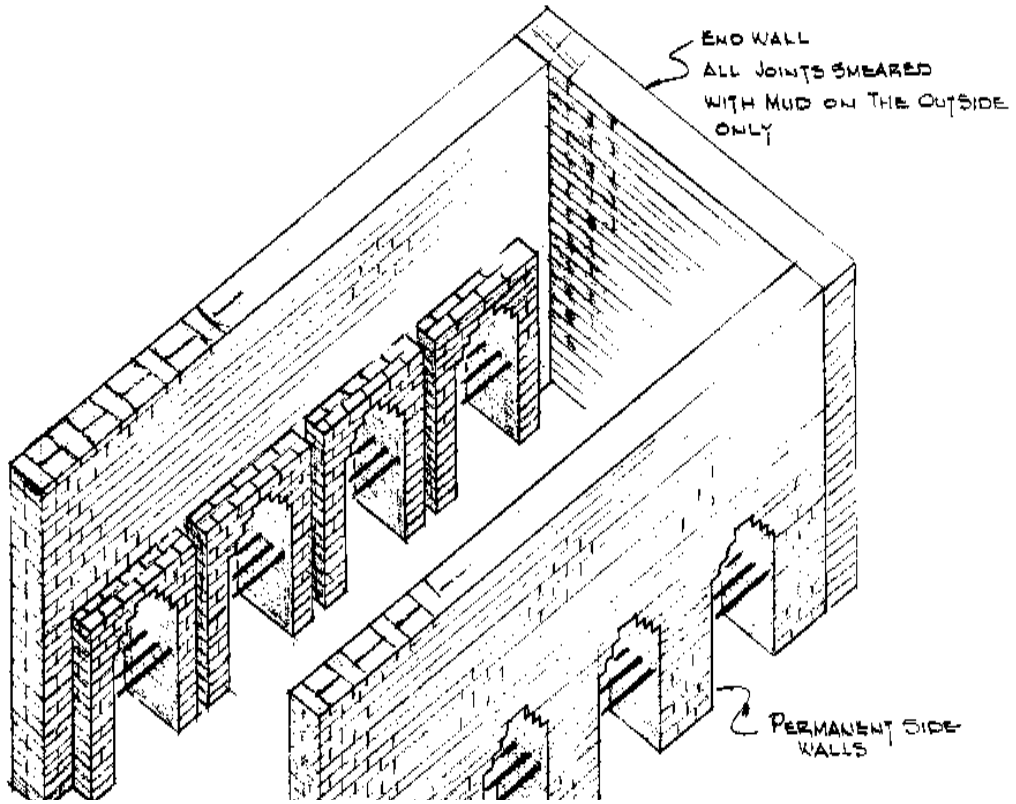 END WALL
ALL JOINTS SMEARED
WITH MUD ON THE OUTSIDE
ONLY
PERMANENT SIDE
WALLS